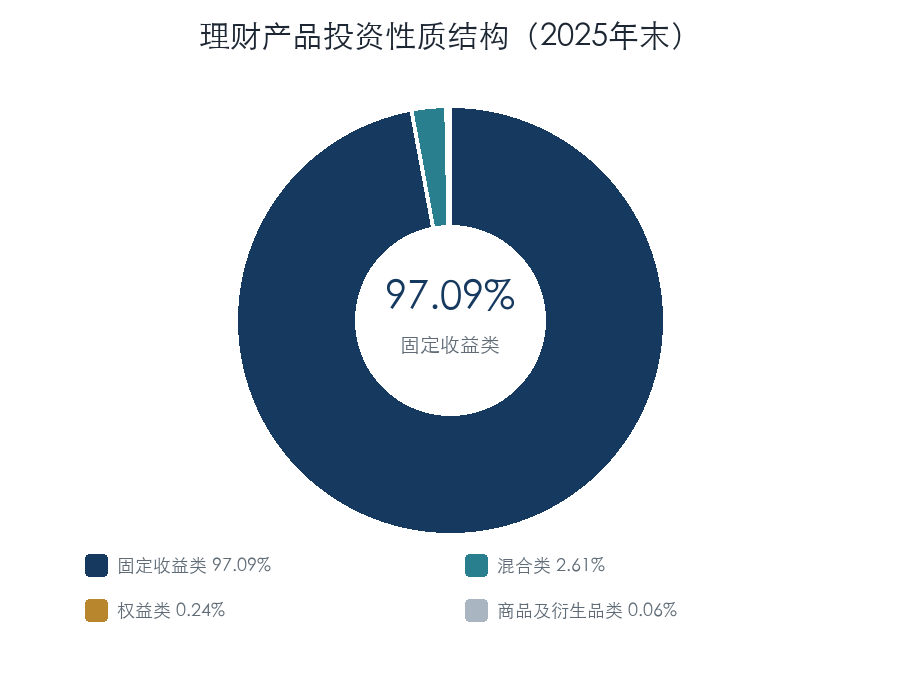 理财产品投资性质结构（2025年末）
97.09%
固定收益类
固定收益类 97.09%
混合类 2.61%
权益类 0.24%
商品及衍生品类 0.06%